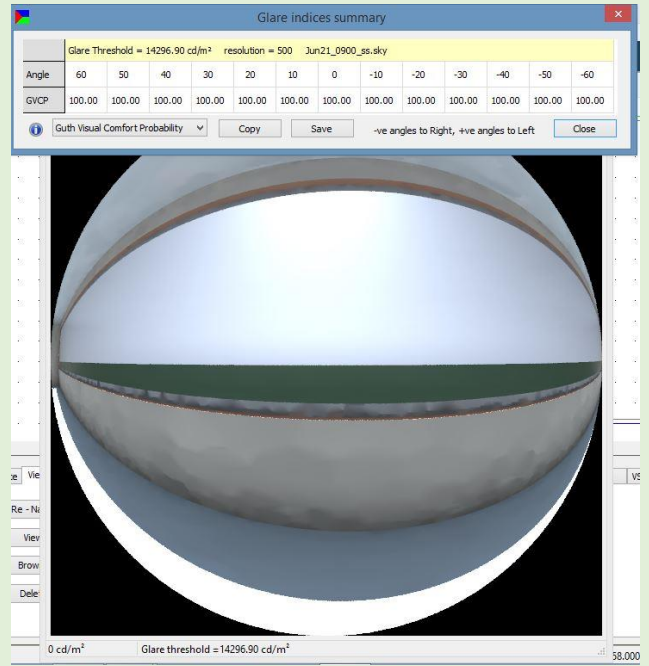 Glare indices summary
Glare Threshold = 14296.90 cd/m² resolution = 500 Jun21_0900_ss.sky
Angle 60 50 40 30 20 10 0 -10 -20 -30 -40 -50 -60
GVCP 100.00 100.00 100.00 100.00 100.00 100.00 100.00 100.00 100.00 100.00 100.00 100.00 100.00
Guth Visual Comfort Probability Copy Save -ve angles to Right, +ve angles to Left Close
Vie VS
Re - Na
View
Brow
Dele
0 cd/m² Glare threshold =14296.90 cd/m²
58.000